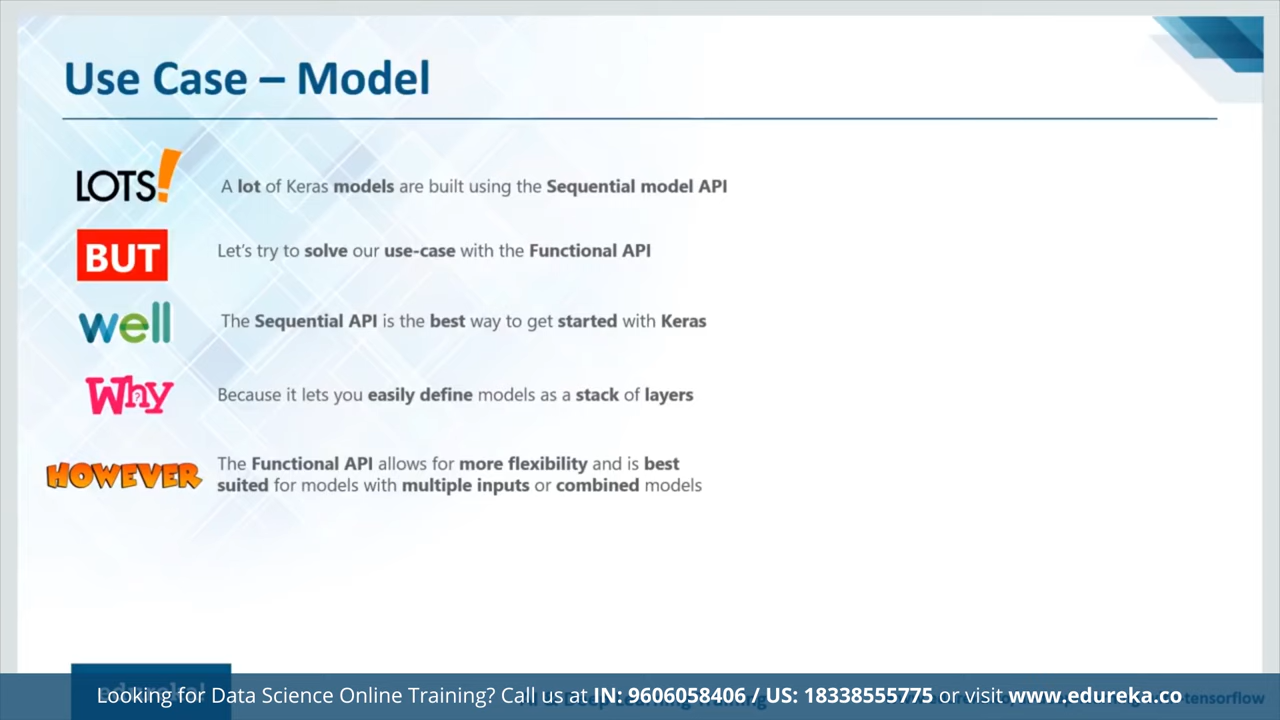 Use Case – Model
LOTS!
A lot of Keras models are built using the Sequential model API
BUT
Let's try to solve our use-case with the Functional API
well
The Sequential API is the best way to get started with Keras
Why
Because it lets you easily define models as a stack of layers
HOWEVER
The Functional API allows for more flexibility and is best
suited for models with multiple inputs or combined models
Looking for Data Science Online Training? Call us at IN: 9606058406 / US: 18338555775 or visit www.edureka.co